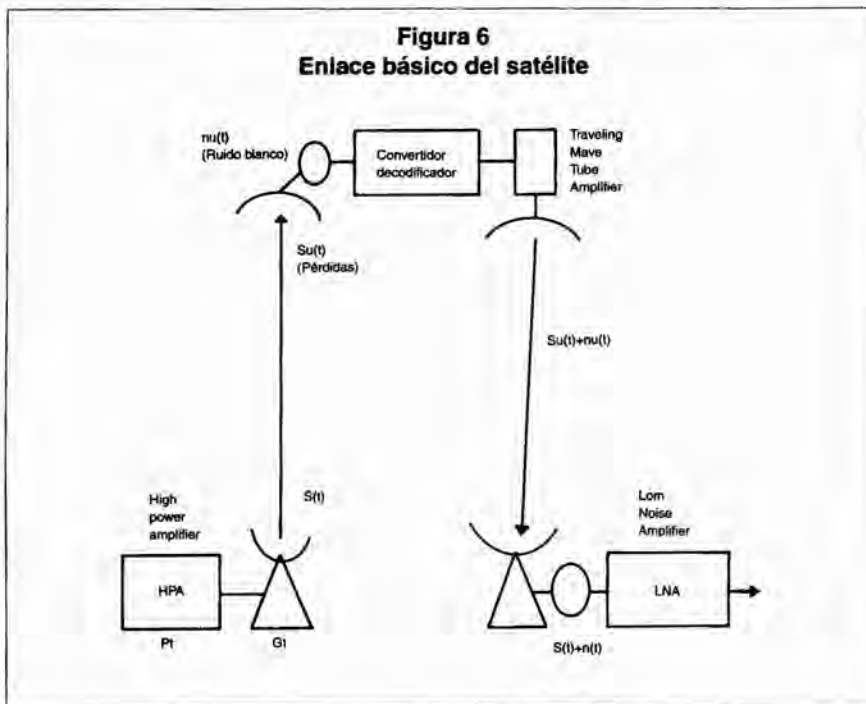 Figura 6
Enlace básico del satélite
nu(t)
(Ruido blanco)
Convertidor
decodificador
Traveling
Mave
Tube
Amplifier
Su(t)
(Pérdidas)
Su(t)+nu(t)
High
power
amplifier
S(t)
Lom
Noise
Amplifier
HPA
LNA
Pt
Gt
S(t)+n(t)